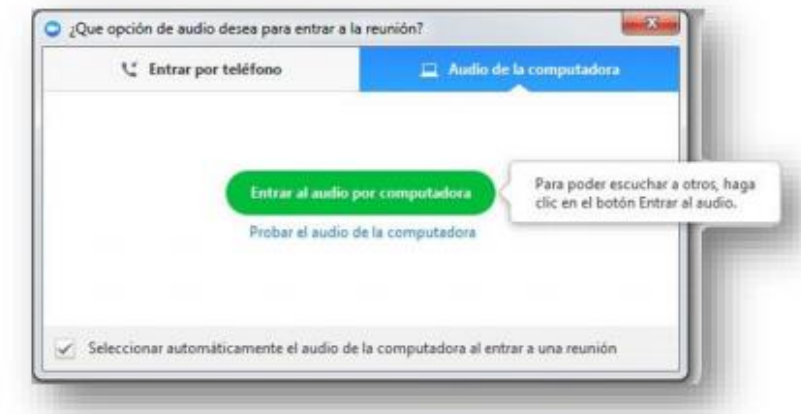 ¿Que opción de audio desea para entrar a la reunión?
Entrar por teléfono
Audio de la computadora
Entrar al audio por computadora
Para poder escuchar a otros, haga
clic en el botón Entrar al audio.
Probar el audio de la computadora
Seleccionar automáticamente el audio de la computadora al entrar a una reunión